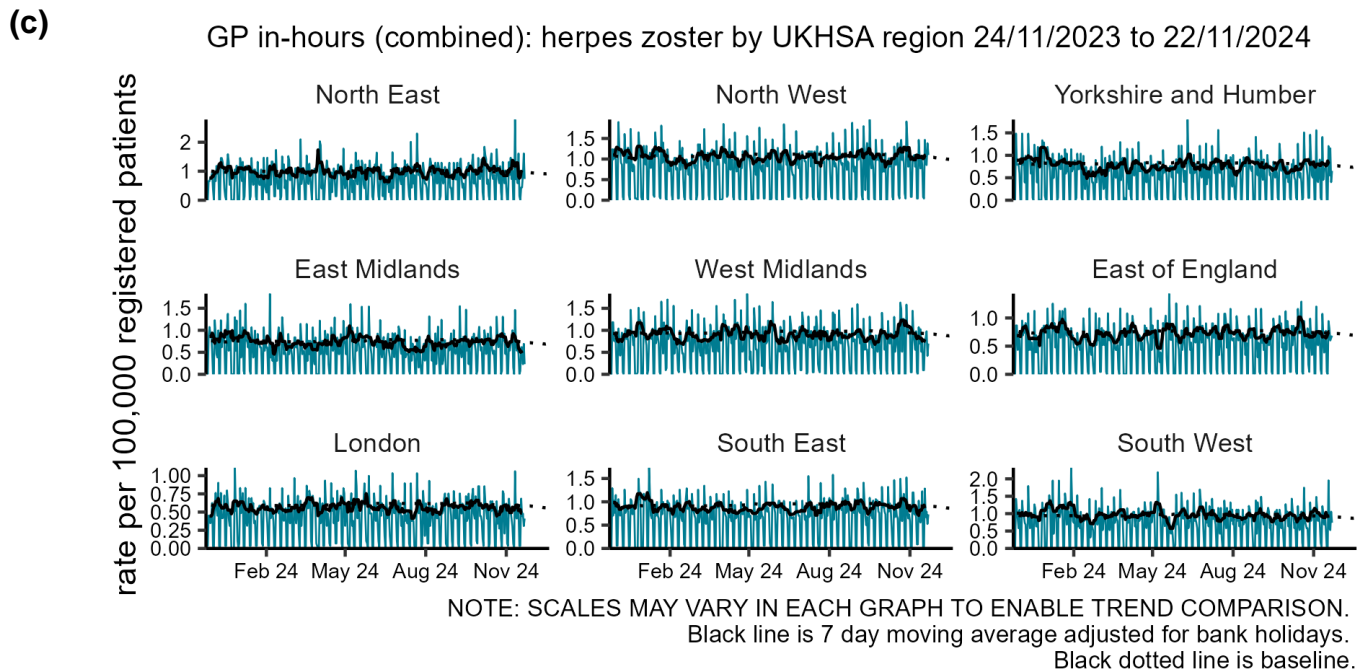 (c)
GP in-hours (combined): herpes zoster by UKHSA region 24/11/2023 to 22/11/2024
rate per 100,000 registered patients
North East
2
1
0
North West
1.5
1.0
0.5
0.0
Yorkshire and Humber
1.5
1.0
0.5
0.0
East Midlands
1.5
1.0
0.5
0.0
West Midlands
1.5
1.0
0.5
0.0
East of England
1.0
0.5
0.0
London
1.00
0.75
0.50
0.25
0.00
Feb 24 May 24 Aug 24 Nov 24
South East
1.5
1.0
0.5
0.0
Feb 24 May 24 Aug 24 Nov 24
South West
2.0
1.5
1.0
0.5
0.0
Feb 24 May 24 Aug 24 Nov 24
NOTE: SCALES MAY VARY IN EACH GRAPH TO ENABLE TREND COMPARISON.
Black line is 7 day moving average adjusted for bank holidays.
Black dotted line is baseline.